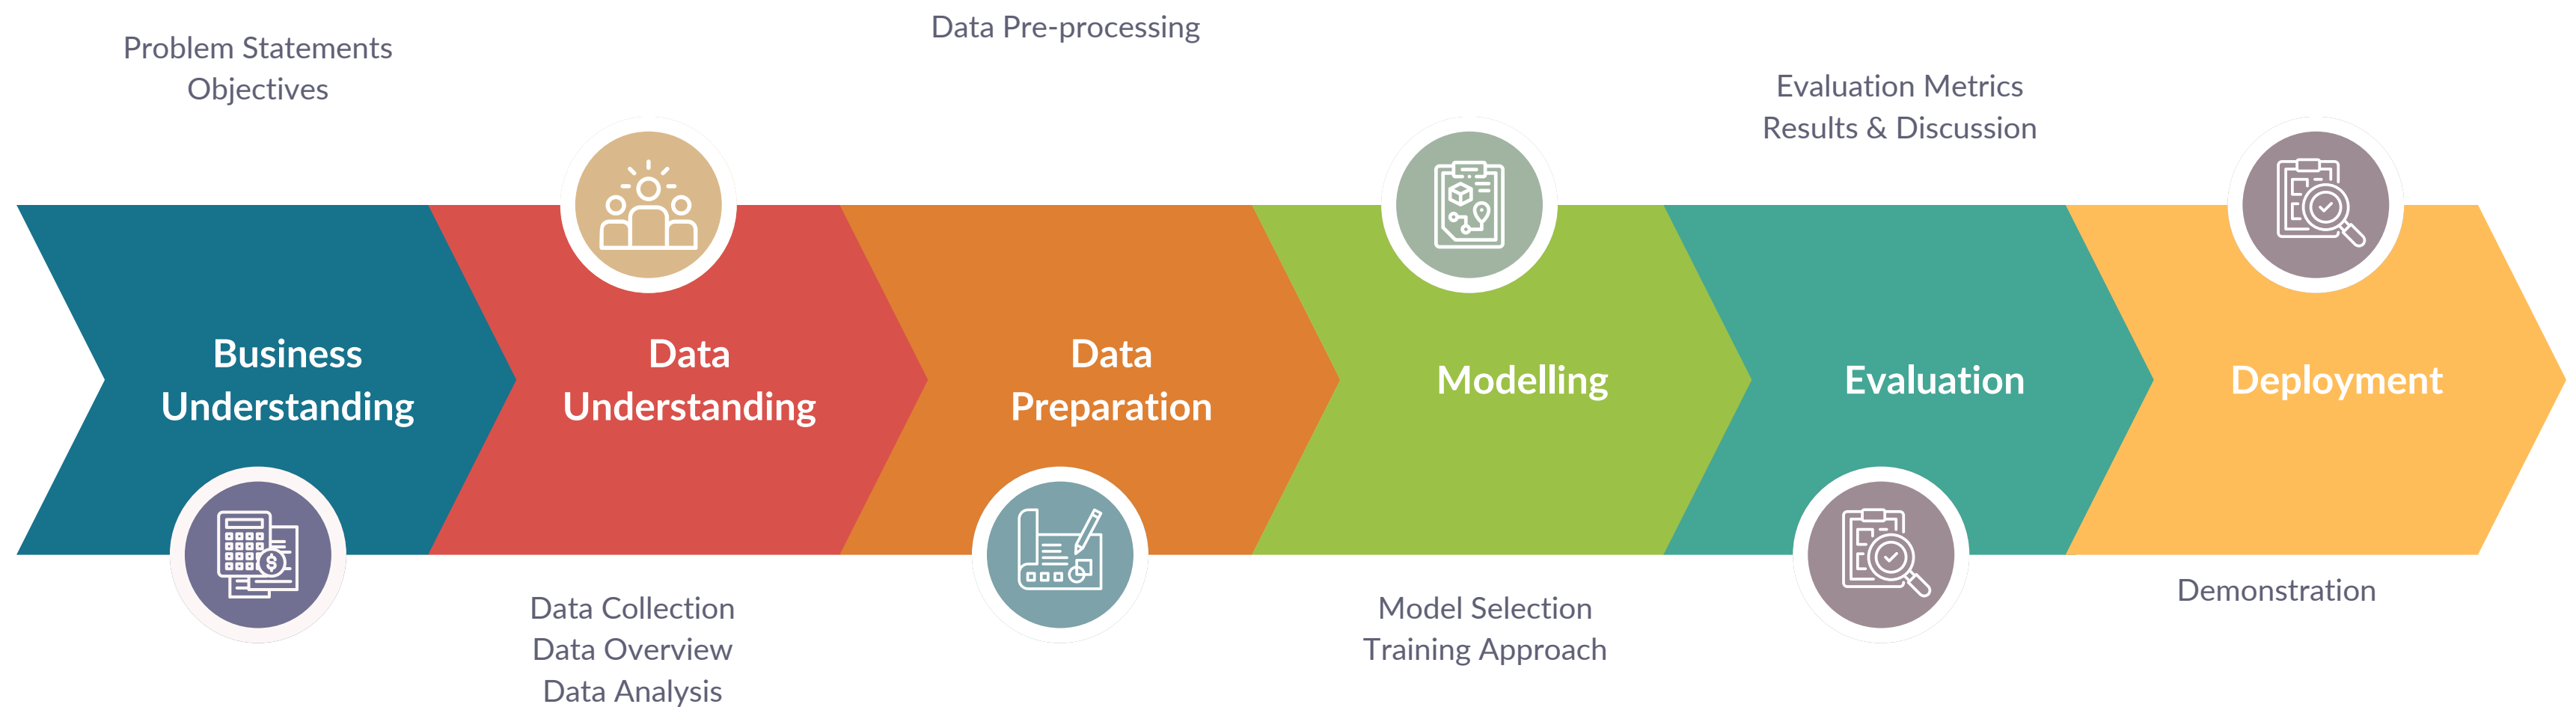 Problem Statements
Objectives
Business
Understanding
Data
Understanding
Data Collection
Data Overview
Data Analysis
Data Pre-processing
Data
Preparation
Modelling
Model Selection
Training Approach
Evaluation Metrics
Results & Discussion
Evaluation
Deployment
Demonstration